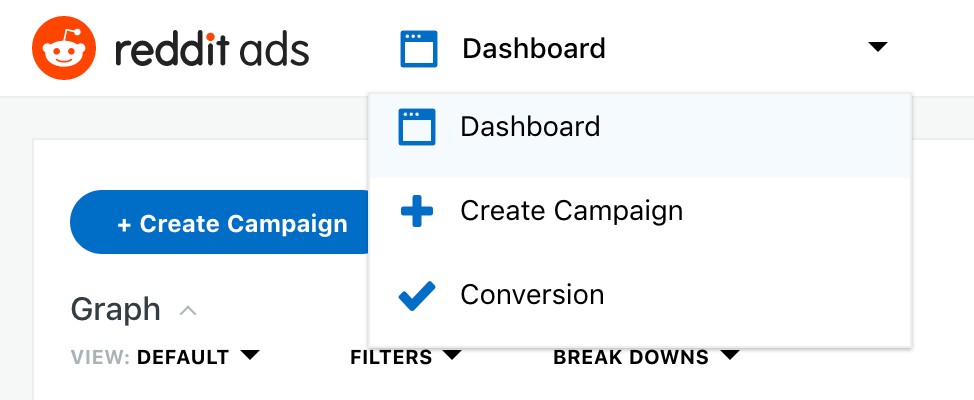 reddit ads
Dashboard
Dashboard
+ Create Campaign
Create Campaign
Conversion
Graph
VIEW: DEFAULT FILTERS BREAK DOWNS